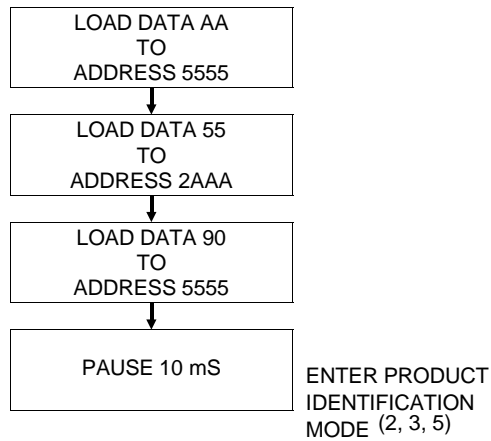 LOAD DATA AA
TO
ADDRESS 5555
LOAD DATA 55
TO
ADDRESS 2AAA
LOAD DATA 90
TO
ADDRESS 5555
PAUSE 10 mS
ENTER PRODUCT
IDENTIFICATION
MODE (2, 3, 5)